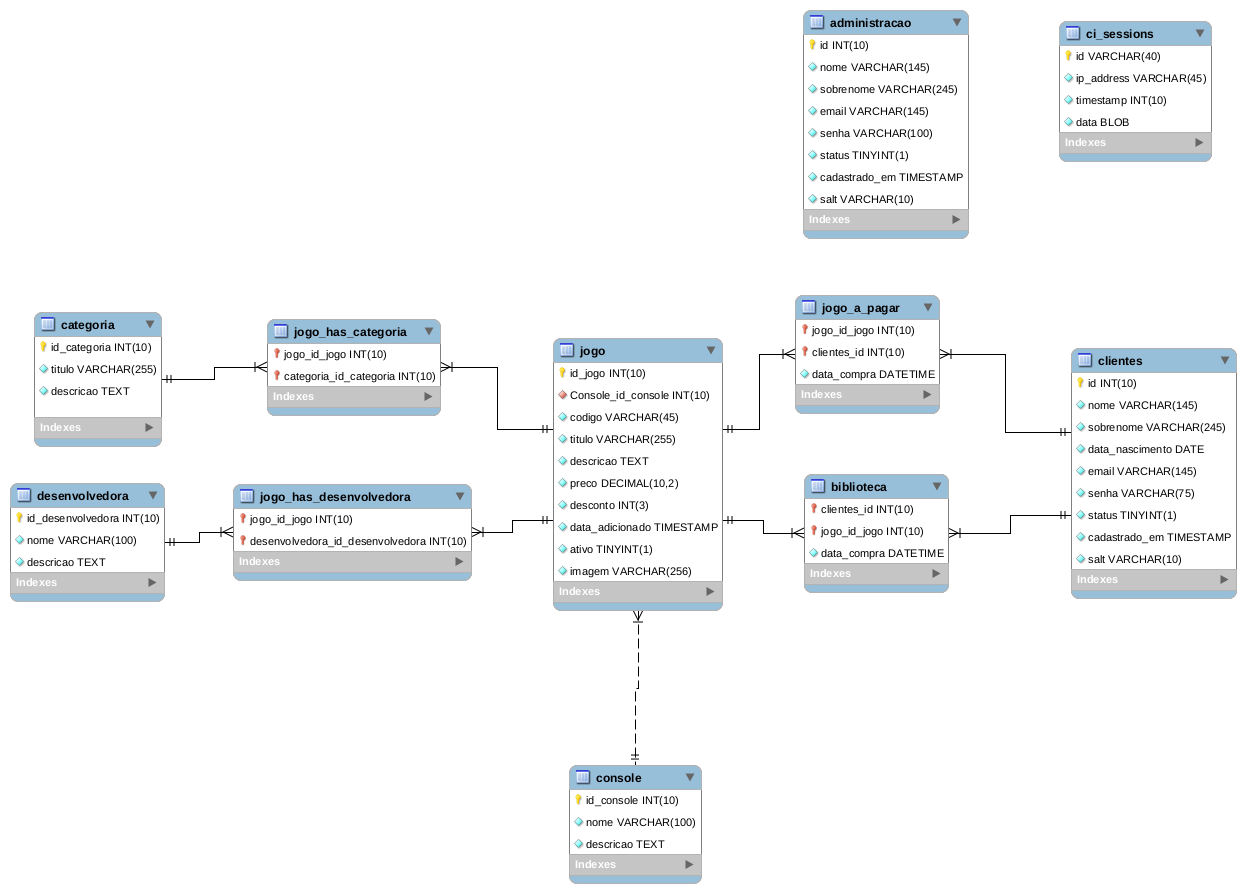 administracao
id INT(10)
nome VARCHAR(145)
sobrenome VARCHAR(245)
email VARCHAR(145)
senha VARCHAR(100)
status TINYINT(1)
cadastrado_em TIMESTAMP
salt VARCHAR(10)
Indexes
ci_sessions
id VARCHAR(40)
ip_address VARCHAR(45)
timestamp INT(10)
data BLOB
Indexes
categoria
id_categoria INT(10)
titulo VARCHAR(255)
descricao TEXT
Indexes
jogo_has_categoria
jogo_id_jogo INT(10)
categoria_id_categoria INT(10)
Indexes
jogo
id_jogo INT(10)
Console_id_console INT(10)
codigo VARCHAR(45)
titulo VARCHAR(255)
descricao TEXT
preco DECIMAL(10,2)
desconto INT(3)
data_adicionado TIMESTAMP
ativo TINYINT(1)
imagem VARCHAR(256)
Indexes
jogo_a_pagar
jogo_id_jogo INT(10)
clientes_id INT(10)
data_compra DATETIME
Indexes
clientes
id INT(10)
nome VARCHAR(145)
sobrenome VARCHAR(245)
data_nascimento DATE
email VARCHAR(145)
senha VARCHAR(75)
status TINYINT(1)
cadastrado_em TIMESTAMP
salt VARCHAR(10)
Indexes
desenvolvedora
id_desenvolvedora INT(10)
nome VARCHAR(100)
descricao TEXT
Indexes
jogo_has_desenvolvedora
jogo_id_jogo INT(10)
desenvolvedora_id_desenvolvedora INT(10)
Indexes
biblioteca
clientes_id INT(10)
jogo_id_jogo INT(10)
data_compra DATETIME
Indexes
console
id_console INT(10)
nome VARCHAR(100)
descricao TEXT
Indexes